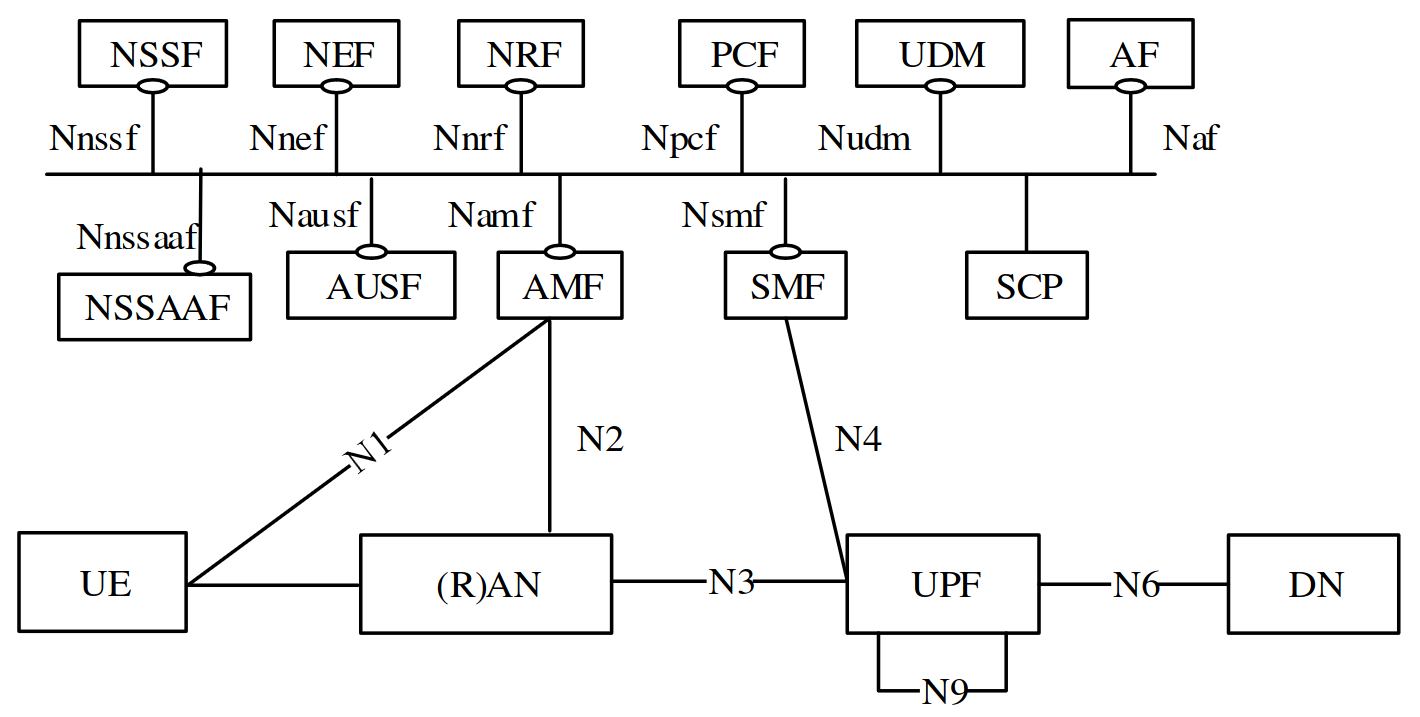 NSSF NEF NRF PCF UDM AF
Nnssf Nnef Nnrf Npcf Nudm Naf
Nnssaaf Nausf Namf Nsmf
NSSAAF AUSF AMF SMF SCP
N1 N2 N4
UE (R)AN N3 UPF N6 DN
N9